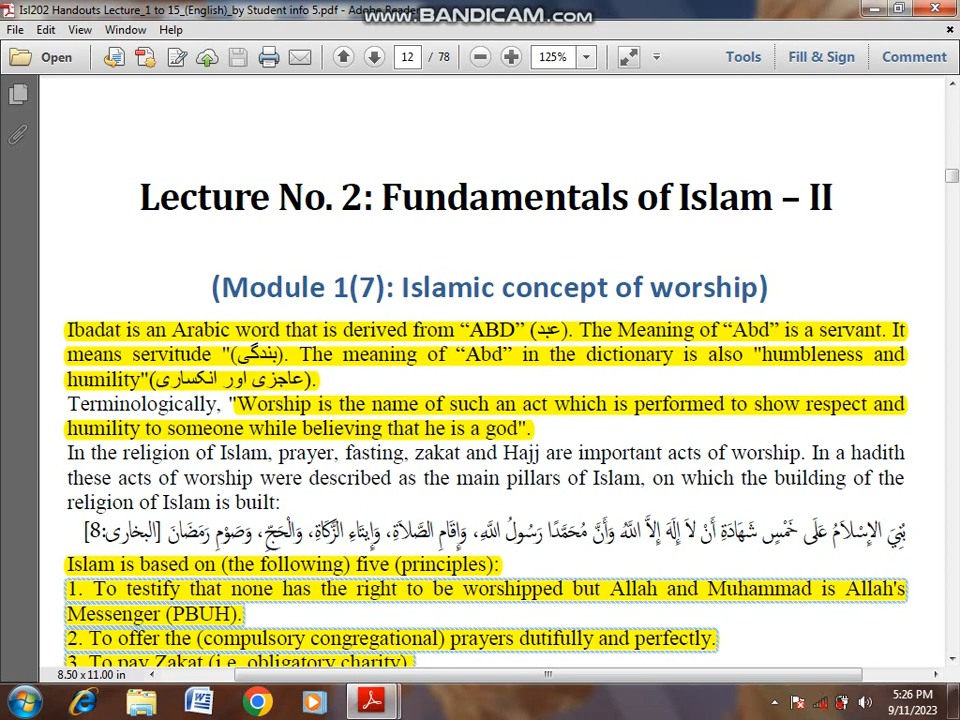 Isl202 Handouts Lecture_1 to 15_(English)_by Student info 5.pdf - Adobe Reader
www.BANDICAM.com
File Edit View Window Help
Open 12 / 78 125% Tools Fill & Sign Comment
Lecture No. 2: Fundamentals of Islam – II
(Module 1(7): Islamic concept of worship)
Ibadat is an Arabic word that is derived from “ABD” (عبد). The Meaning of “Abd” is a servant. It
means servitude "(بندگی). The meaning of “Abd” in the dictionary is also "humbleness and
humility"(عاجزی اور انکساری).
Terminologically, "Worship is the name of such an act which is performed to show respect and
humility to someone while believing that he is a god".
In the religion of Islam, prayer, fasting, zakat and Hajj are important acts of worship. In a hadith
these acts of worship were described as the main pillars of Islam, on which the building of the
religion of Islam is built:
بُنِيَ الإِسْلاَمُ عَلَى خَمْسٍ شَهَادَةِ أَنْ لاَ إِلَهَ إِلاَّ اللَّهُ وَأَنَّ مُحَمَّدًا رَسُولُ اللَّهِ، وَإِقَامِ الصَّلاَةِ، وَإِيتَاءِ الزَّكَاةِ، وَالْحَجِّ، وَصَوْمِ رَمَضَانَ [البخاری:8]
Islam is based on (the following) five (principles):
1. To testify that none has the right to be worshipped but Allah and Muhammad is Allah's
Messenger (PBUH).
2. To offer the (compulsory congregational) prayers dutifully and perfectly.
3. To pay Zakat (i.e. obligatory charity)
8.50 x 11.00 in
5:26 PM
9/11/2023